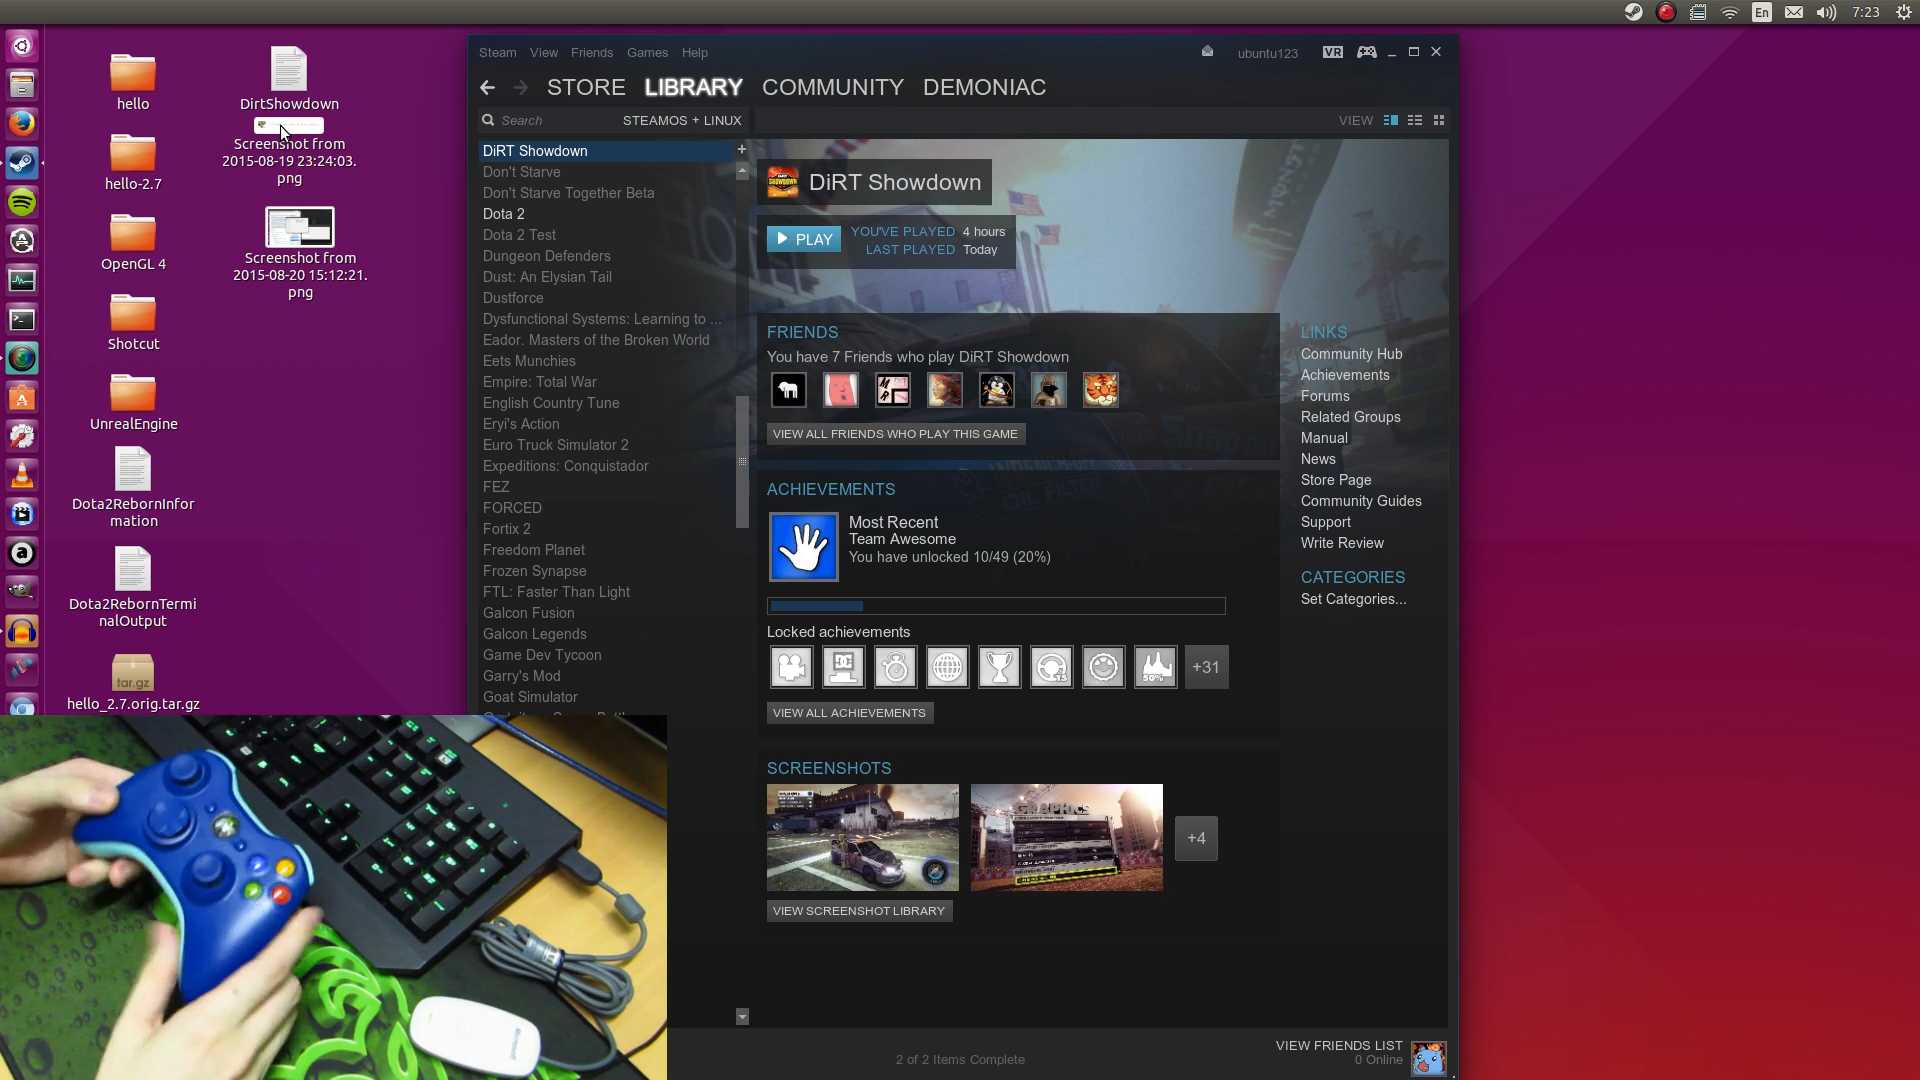 En
7:23
hello
hello-2.7
OpenGL 4
Shotcut
UnrealEngine
Dota2RebornInfor
mation
Dota2RebornTermi
nalOutput
tar.gz
hello_2.7.orig.tar.gz
DirtShowdown
Screenshot from
2015-08-19 23:24:03.
png
Screenshot from
2015-08-20 15:12:21.
png
Steam View Friends Games Help
ubuntu123
VR
STORE LIBRARY COMMUNITY DEMONIAC
Search
STEAMOS + LINUX
VIEW
DiRT Showdown
Don't Starve
Don't Starve Together Beta
Dota 2
Dota 2 Test
Dungeon Defenders
Dust: An Elysian Tail
Dustforce
Dysfunctional Systems: Learning to ...
Eador. Masters of the Broken World
Eets Munchies
Empire: Total War
English Country Tune
Eryi's Action
Euro Truck Simulator 2
Expeditions: Conquistador
FEZ
FORCED
Fortix 2
Freedom Planet
Frozen Synapse
FTL: Faster Than Light
Galcon Fusion
Galcon Legends
Game Dev Tycoon
Garry's Mod
Goat Simulator
DiRT Showdown
PLAY
YOU'VE PLAYED 4 hours
LAST PLAYED Today
FRIENDS
You have 7 Friends who play DiRT Showdown
VIEW ALL FRIENDS WHO PLAY THIS GAME
ACHIEVEMENTS
Most Recent
Team Awesome
You have unlocked 10/49 (20%)
Locked achievements
15
50%
+31
VIEW ALL ACHIEVEMENTS
SCREENSHOTS
GRAPHICS
+4
VIEW SCREENSHOT LIBRARY
LINKS
Community Hub
Achievements
Forums
Related Groups
Manual
News
Store Page
Community Guides
Support
Write Review
CATEGORIES
Set Categories...
2 of 2 Items Complete
VIEW FRIENDS LIST
0 Online
Microsoft